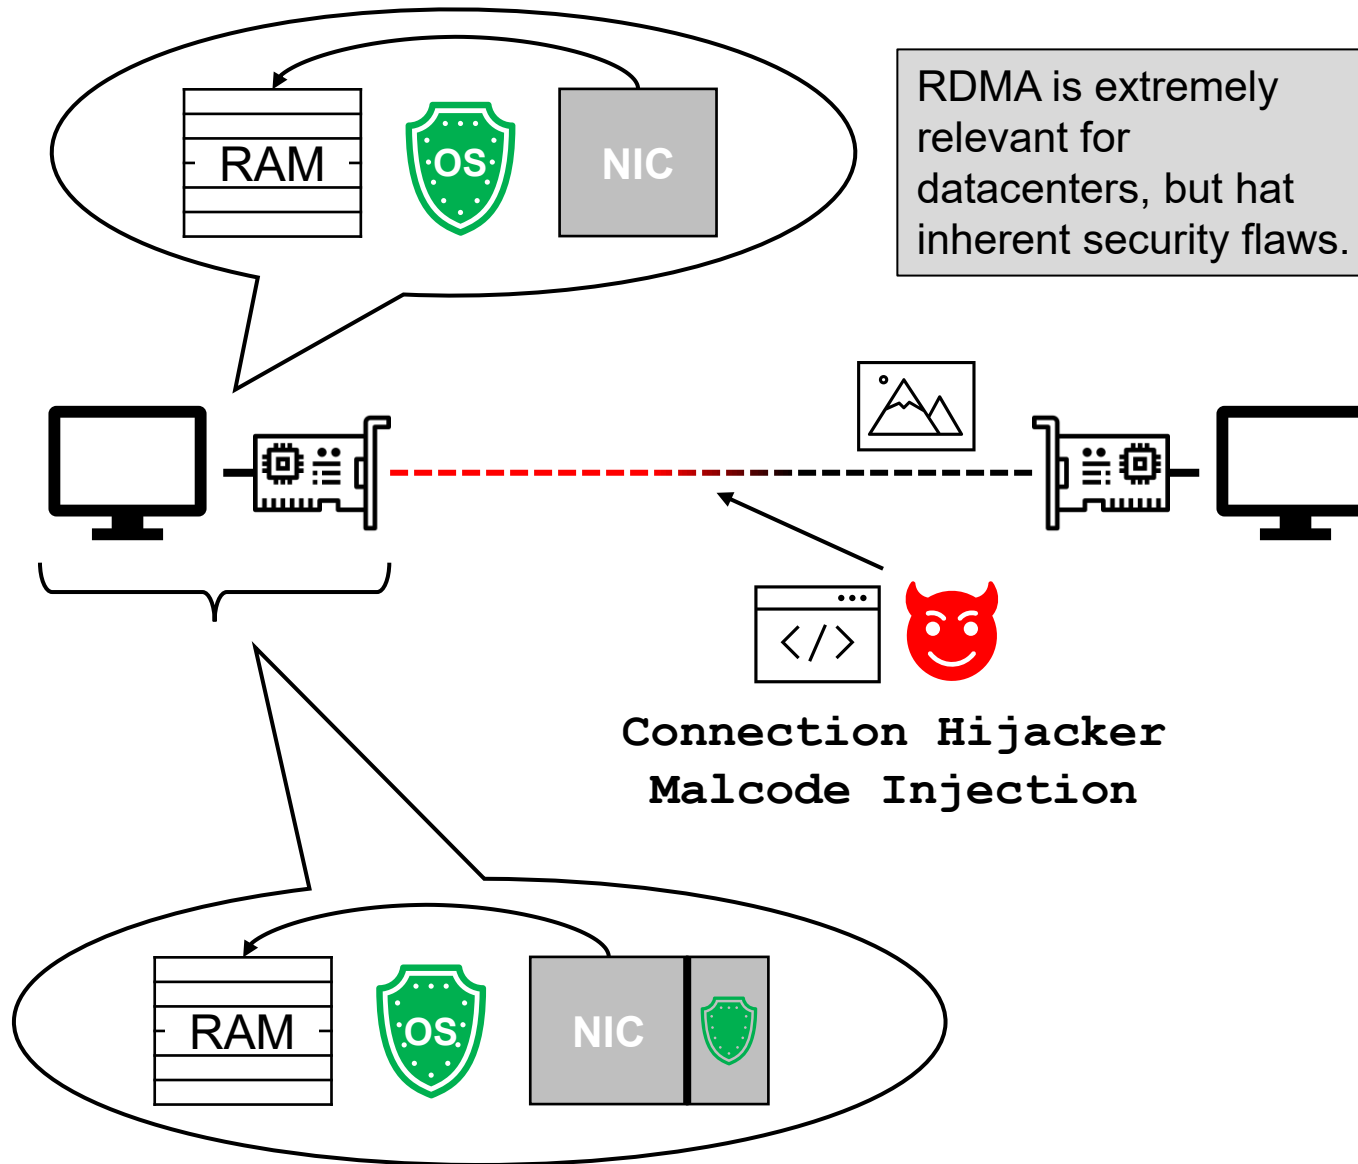 RAM
OS
NIC
RDMA is extremely
relevant for
datacenters, but hat
inherent security flaws.
</>
Connection Hijacker
Malcode Injection
RAM
OS
NIC